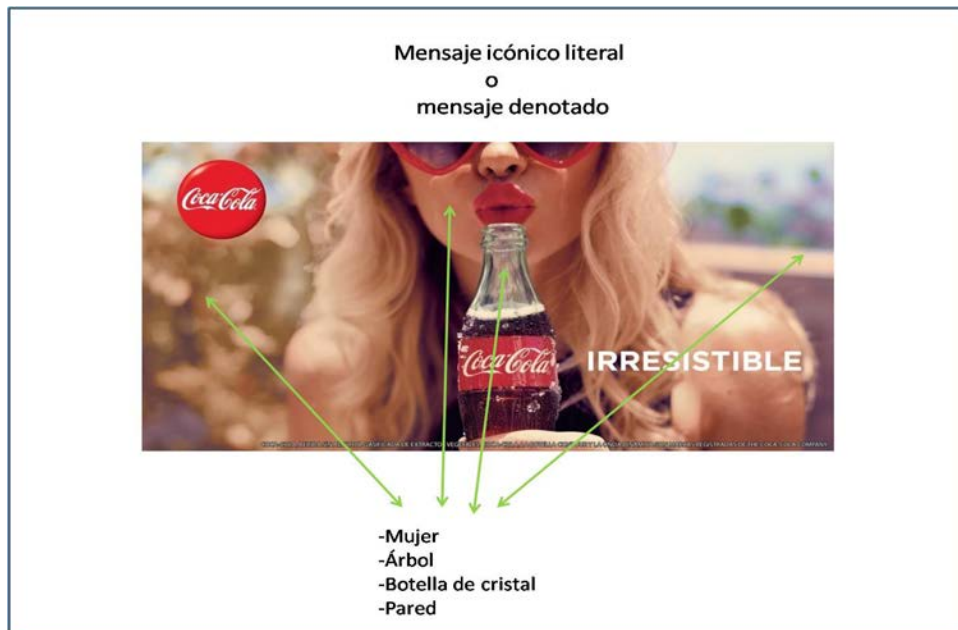 Mensaje icónico literal
o
mensaje denotado
Coca-Cola
Coca-Cola
IRRESISTIBLE
-Mujer
-Árbol
-Botella de cristal
-Pared